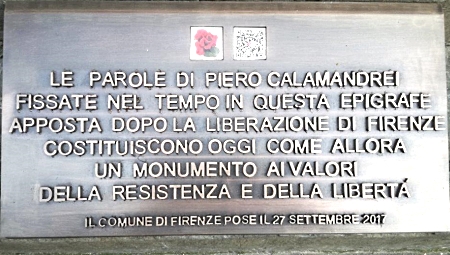 LE PAROLE DI PIERO CALAMANDREI
FISSATE NEL TEMPO IN QUESTA EPIGRAFE
APPOSTA DOPO LA LIBERAZIONE DI FIRENZE
COSTITUISCONO OGGI COME ALLORA
UN MONUMENTO AI VALORI
DELLA RESISTENZA E DELLA LIBERTÁ
IL COMUNE DI FIRENZE POSE IL 27 SETTEMBRE 2017